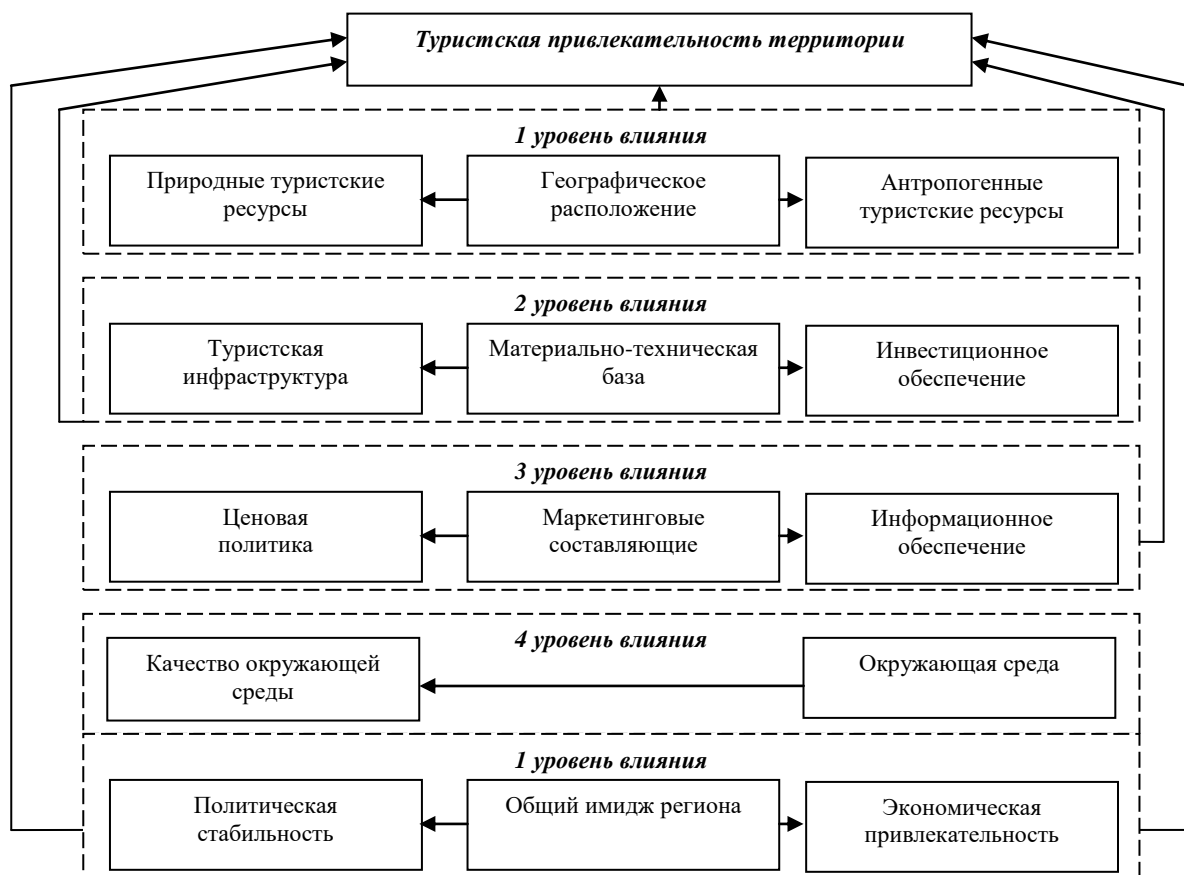 Туристская привлекательность территории
1 уровень влияния
Природные туристские
ресурсы
Географическое
расположение
Антропогенные
туристские ресурсы
2 уровень влияния
Туристская
инфраструктура
Материально-техническая
база
Инвестиционное
обеспечение
3 уровень влияния
Ценовая
политика
Маркетинговые
составляющие
Информационное
обеспечение
4 уровень влияния
Качество окружающей
среды
Окружающая среда
1 уровень влияния
Политическая
стабильность
Общий имидж региона
Экономическая
привлекательность